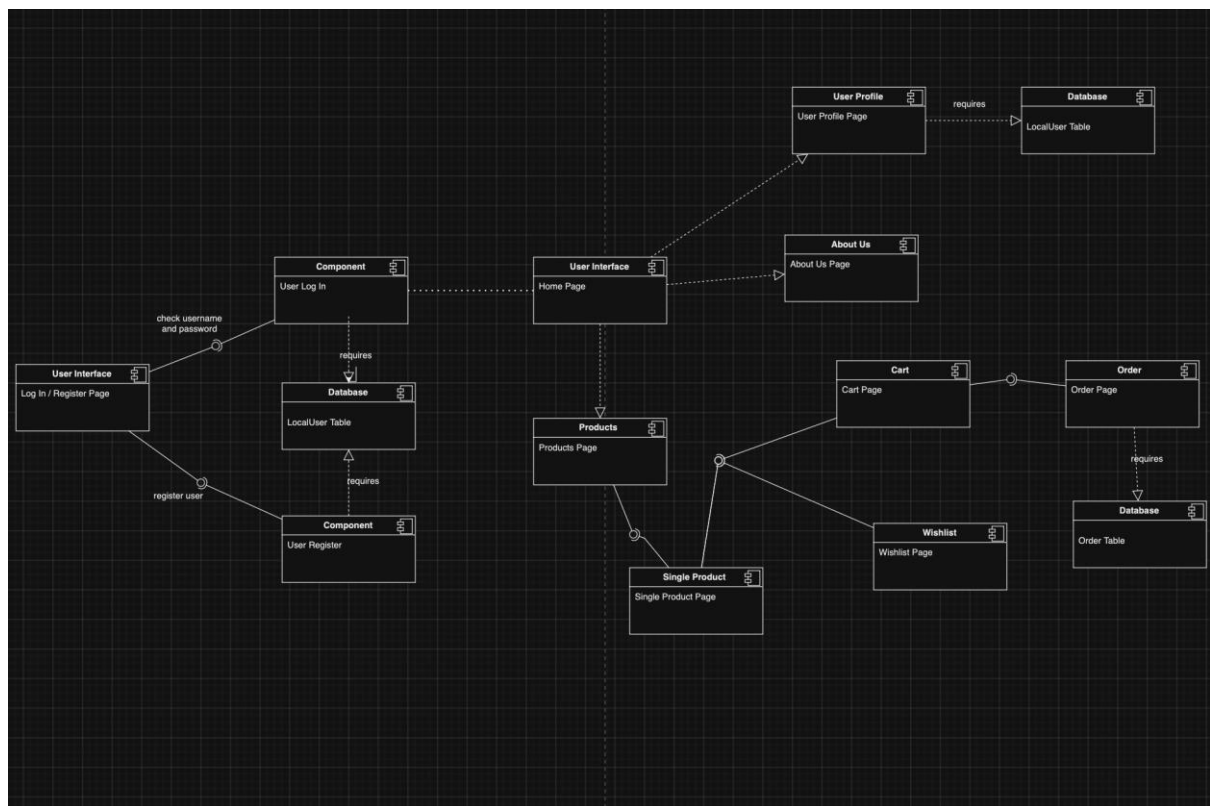 User Profile
User Profile Page
requires
Database
LocalUser Table
About Us
About Us Page
Component
User Log In
User Interface
Home Page
check username
and password
requires
User Interface
Log In / Register Page
Database
LocalUser Table
requires
register user
Component
User Register
Products
Products Page
Cart
Cart Page
Order
Order Page
requires
Database
Order Table
Wishlist
Wishlist Page
Single Product
Single Product Page